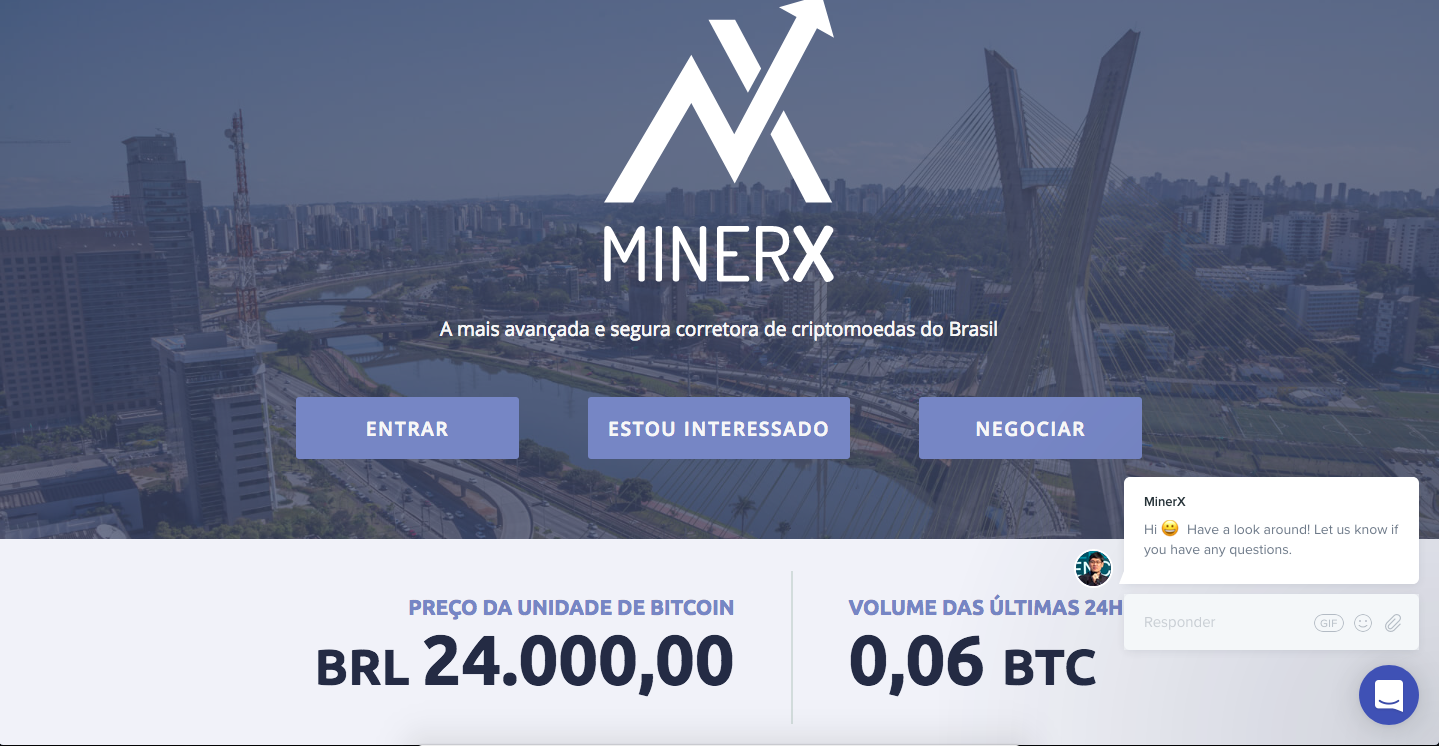 MINERX
A mais avançada e segura corretora de criptomoedas do Brasil
ENTRAR
ESTOU INTERESSADO
NEGOCIAR
MinerX
Hi 😀 Have a look around! Let us know if
you have any questions.
Responder
GIF
PREÇO DA UNIDADE DE BITCOIN
BRL 24.000,00
VOLUME DAS ÚLTIMAS 24H
0,06 BTC